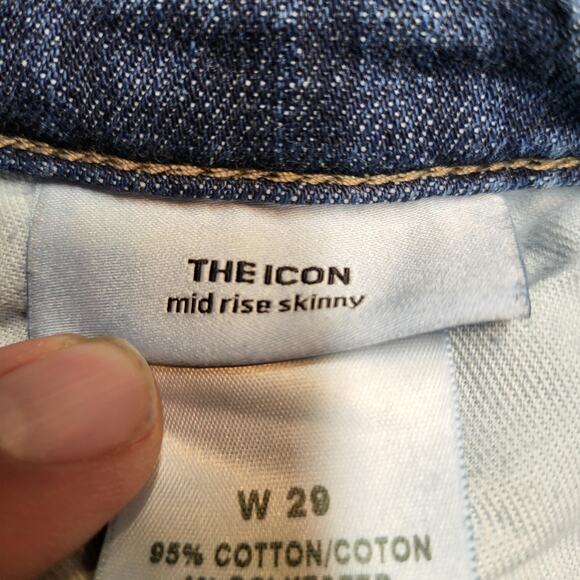 THE ICON
mid rise skinny
W 29
95% COTTON/COTON